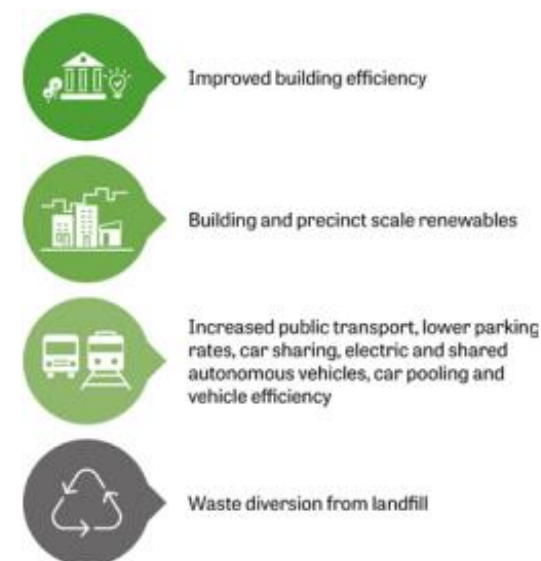 Improved building efficiency
Building and precinct scale renewables
Increased public transport, lower parking
rates, car sharing, electric and shared
autonomous vehicles, car pooling and
vehicle efficiency
Waste diversion from landfill